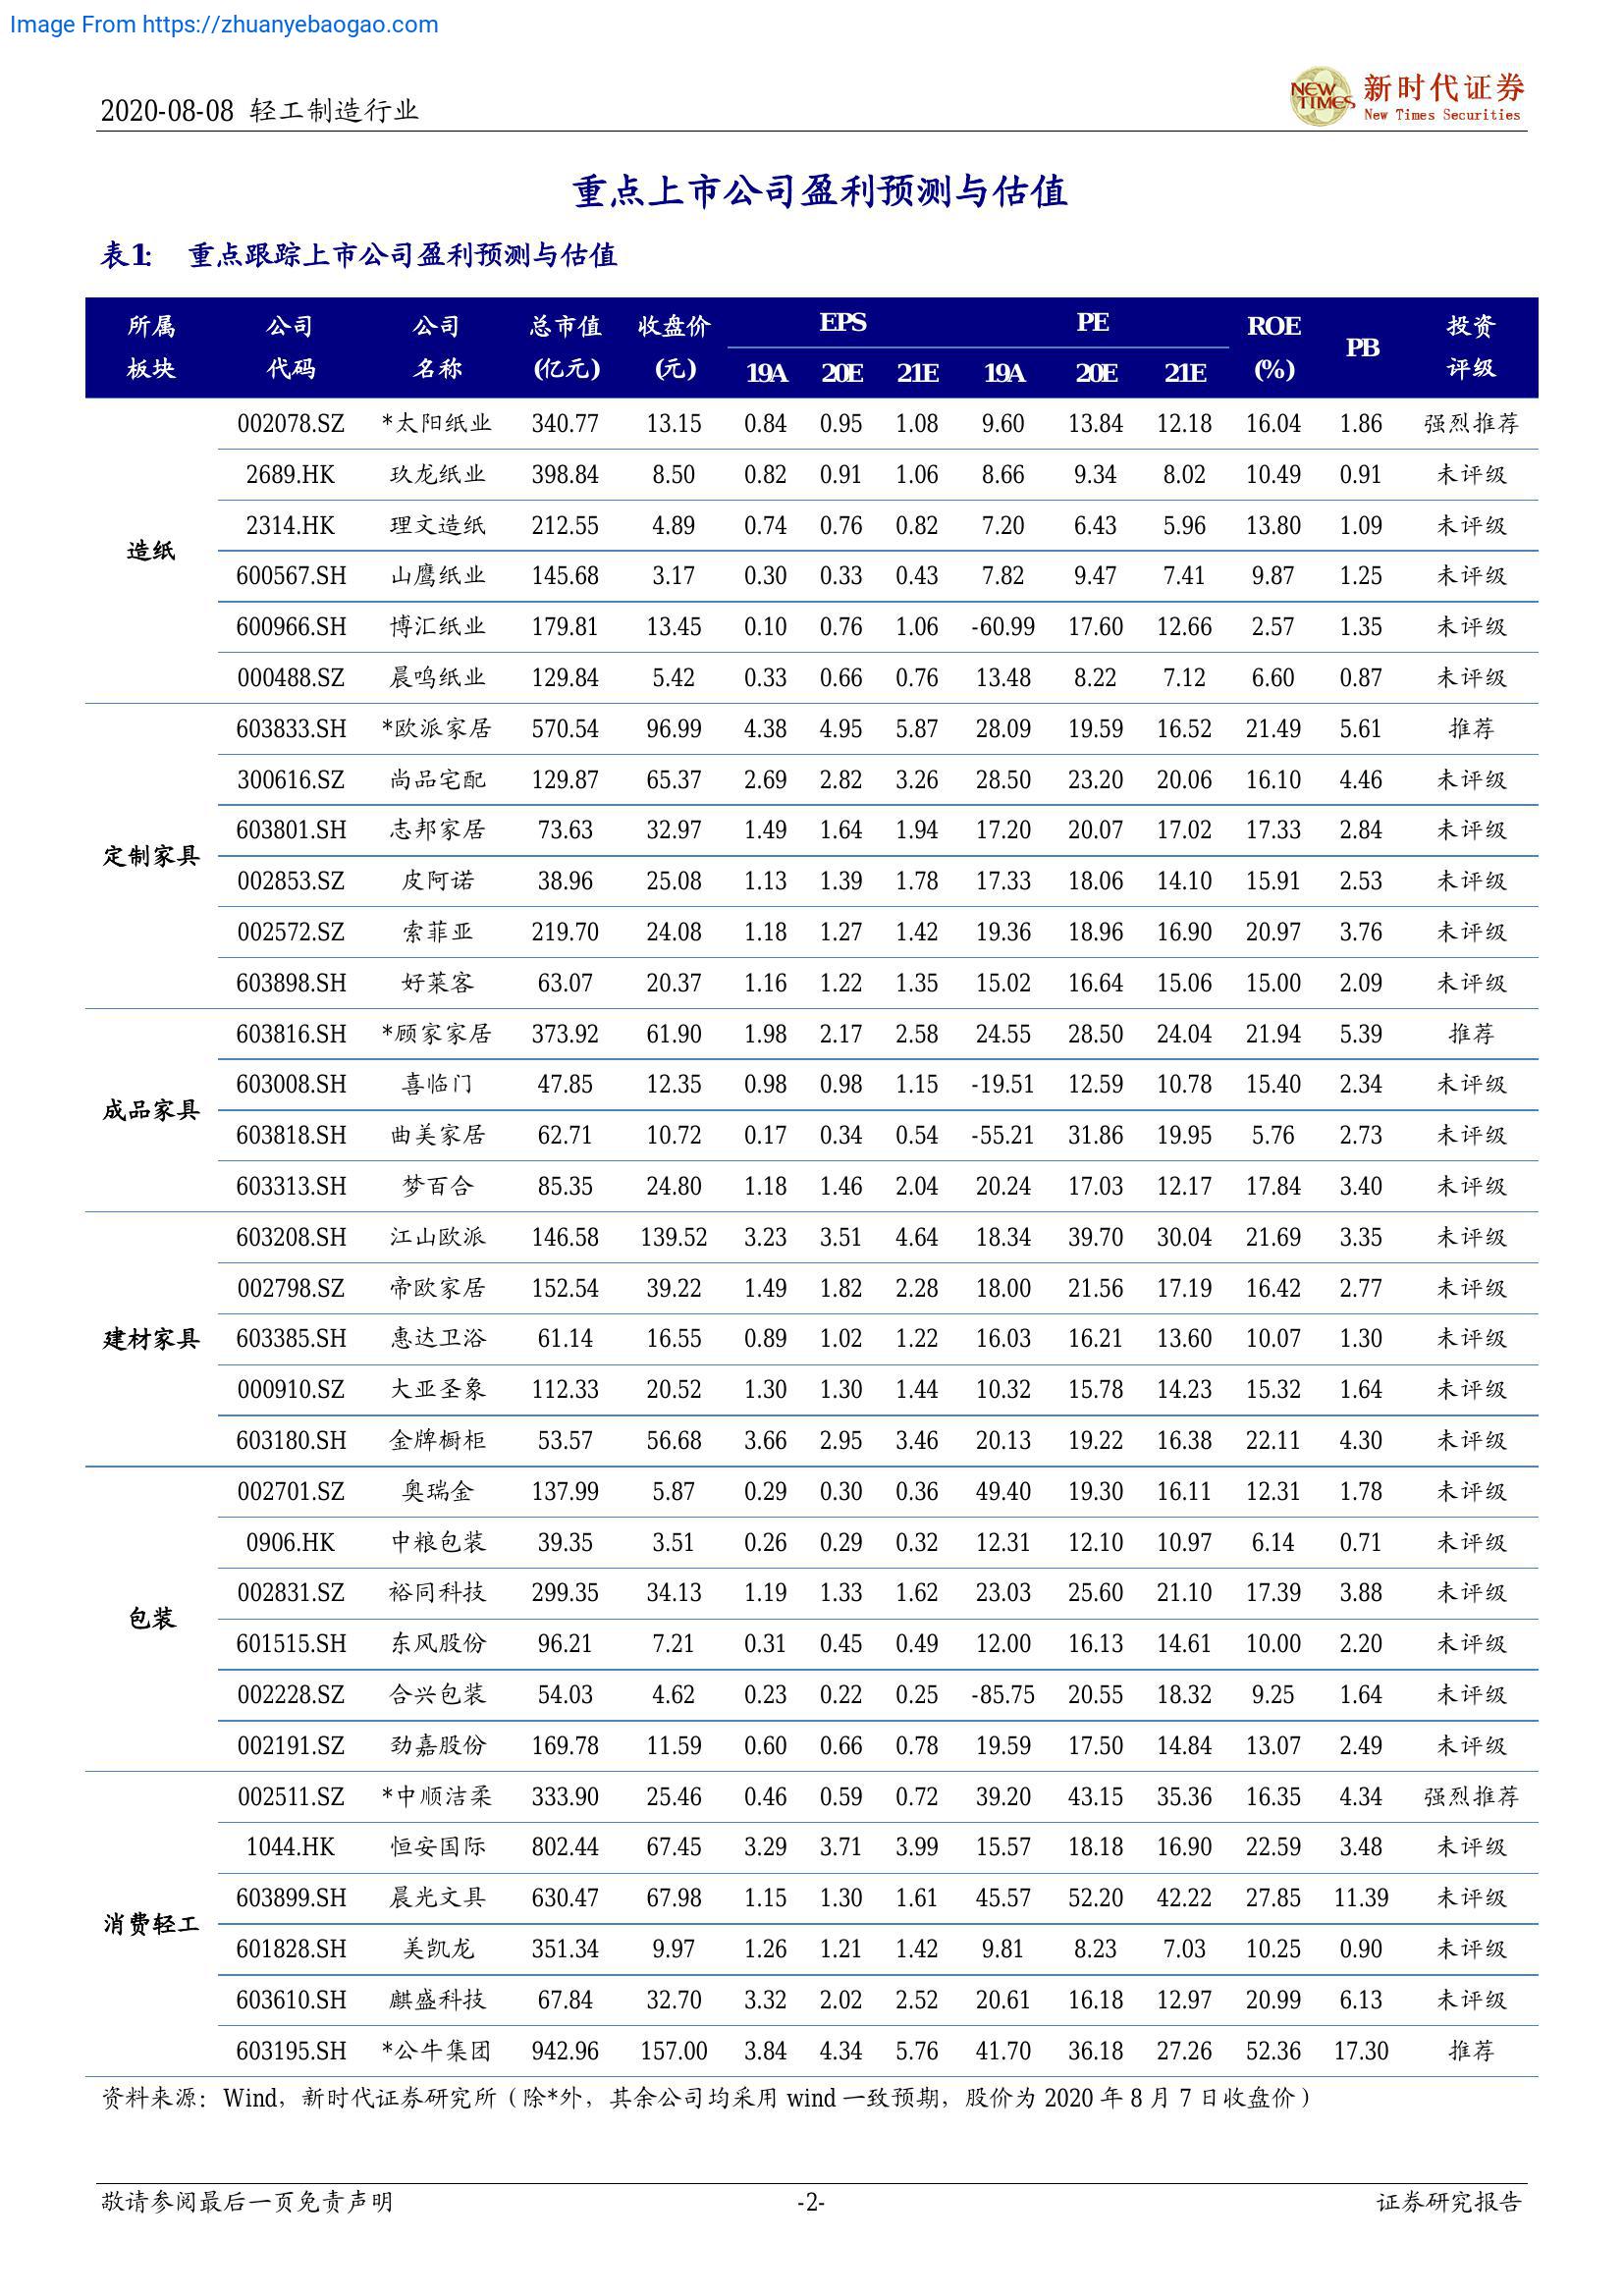 Image From https://zhuanyebaogao.com
2020-08-08 轻工制造行业
NEW TIMES 新时代证券
New Times Securities
重点上市公司盈利预测与估值
表1: 重点跟踪上市公司盈利预测与估值
所属板块 公司代码 公司名称 总市值(亿元) 收盘价(元) EPS PE ROE(%) PB 投资评级
19A 20E 21E 19A 20E 21E
造纸
002078.SZ *太阳纸业 340.77 13.15 0.84 0.95 1.08 9.60 13.84 12.18 16.04 1.86 强烈推荐
2689.HK 玖龙纸业 398.84 8.50 0.82 0.91 1.06 8.66 9.34 8.02 10.49 0.91 未评级
2314.HK 理文造纸 212.55 4.89 0.74 0.76 0.82 7.20 6.43 5.96 13.80 1.09 未评级
600567.SH 山鹰纸业 145.68 3.17 0.30 0.33 0.43 7.82 9.47 7.41 9.87 1.25 未评级
600966.SH 博汇纸业 179.81 13.45 0.10 0.76 1.06 -60.99 17.60 12.66 2.57 1.35 未评级
000488.SZ 晨鸣纸业 129.84 5.42 0.33 0.66 0.76 13.48 8.22 7.12 6.60 0.87 未评级
定制家具
603833.SH *欧派家居 570.54 96.99 4.38 4.95 5.87 28.09 19.59 16.52 21.49 5.61 推荐
300616.SZ 尚品宅配 129.87 65.37 2.69 2.82 3.26 28.50 23.20 20.06 16.10 4.46 未评级
603801.SH 志邦家居 73.63 32.97 1.49 1.64 1.94 17.20 20.07 17.02 17.33 2.84 未评级
002853.SZ 皮阿诺 38.96 25.08 1.13 1.39 1.78 17.33 18.06 14.10 15.91 2.53 未评级
002572.SZ 索菲亚 219.70 24.08 1.18 1.27 1.42 19.36 18.96 16.90 20.97 3.76 未评级
603898.SH 好莱客 63.07 20.37 1.16 1.22 1.35 15.02 16.64 15.06 15.00 2.09 未评级
成品家具
603816.SH *顾家家居 373.92 61.90 1.98 2.17 2.58 24.55 28.50 24.04 21.94 5.39 推荐
603008.SH 喜临门 47.85 12.35 0.98 0.98 1.15 -19.51 12.59 10.78 15.40 2.34 未评级
603818.SH 曲美家居 62.71 10.72 0.17 0.34 0.54 -55.21 31.86 19.95 5.76 2.73 未评级
603313.SH 梦百合 85.35 24.80 1.18 1.46 2.04 20.24 17.03 12.17 17.84 3.40 未评级
建材家具
603208.SH 江山欧派 146.58 139.52 3.23 3.51 4.64 18.34 39.70 30.04 21.69 3.35 未评级
002798.SZ 帝欧家居 152.54 39.22 1.49 1.82 2.28 18.00 21.56 17.19 16.42 2.77 未评级
603385.SH 惠达卫浴 61.14 16.55 0.89 1.02 1.22 16.03 16.21 13.60 10.07 1.30 未评级
000910.SZ 大亚圣象 112.33 20.52 1.30 1.30 1.44 10.32 15.78 14.23 15.32 1.64 未评级
603180.SH 金牌橱柜 53.57 56.68 3.66 2.95 3.46 20.13 19.22 16.38 22.11 4.30 未评级
包装
002701.SZ 奥瑞金 137.99 5.87 0.29 0.30 0.36 49.40 19.30 16.11 12.31 1.78 未评级
0906.HK 中粮包装 39.35 3.51 0.26 0.29 0.32 12.31 12.10 10.97 6.14 0.71 未评级
002831.SZ 裕同科技 299.35 34.13 1.19 1.33 1.62 23.03 25.60 21.10 17.39 3.88 未评级
601515.SH 东风股份 96.21 7.21 0.31 0.45 0.49 12.00 16.13 14.61 10.00 2.20 未评级
002228.SZ 合兴包装 54.03 4.62 0.23 0.22 0.25 -85.75 20.55 18.32 9.25 1.64 未评级
002191.SZ 劲嘉股份 169.78 11.59 0.60 0.66 0.78 19.59 17.50 14.84 13.07 2.49 未评级
消费轻工
002511.SZ *中顺洁柔 333.90 25.46 0.46 0.59 0.72 39.20 43.15 35.36 16.35 4.34 强烈推荐
1044.HK 恒安国际 802.44 67.45 3.29 3.71 3.99 15.57 18.18 16.90 22.59 3.48 未评级
603899.SH 晨光文具 630.47 67.98 1.15 1.30 1.61 45.57 52.20 42.22 27.85 11.39 未评级
601828.SH 美凯龙 351.34 9.97 1.26 1.21 1.42 9.81 8.23 7.03 10.25 0.90 未评级
603610.SH 麒盛科技 67.84 32.70 3.32 2.02 2.52 20.61 16.18 12.97 20.99 6.13 未评级
603195.SH *公牛集团 942.96 157.00 3.84 4.34 5.76 41.70 36.18 27.26 52.36 17.30 推荐
资料来源：Wind，新时代证券研究所（除*外，其余公司均采用 wind 一致预期，股价为 2020 年 8 月 7 日收盘价）
敬请参阅最后一页免责声明 -2- 证券研究报告